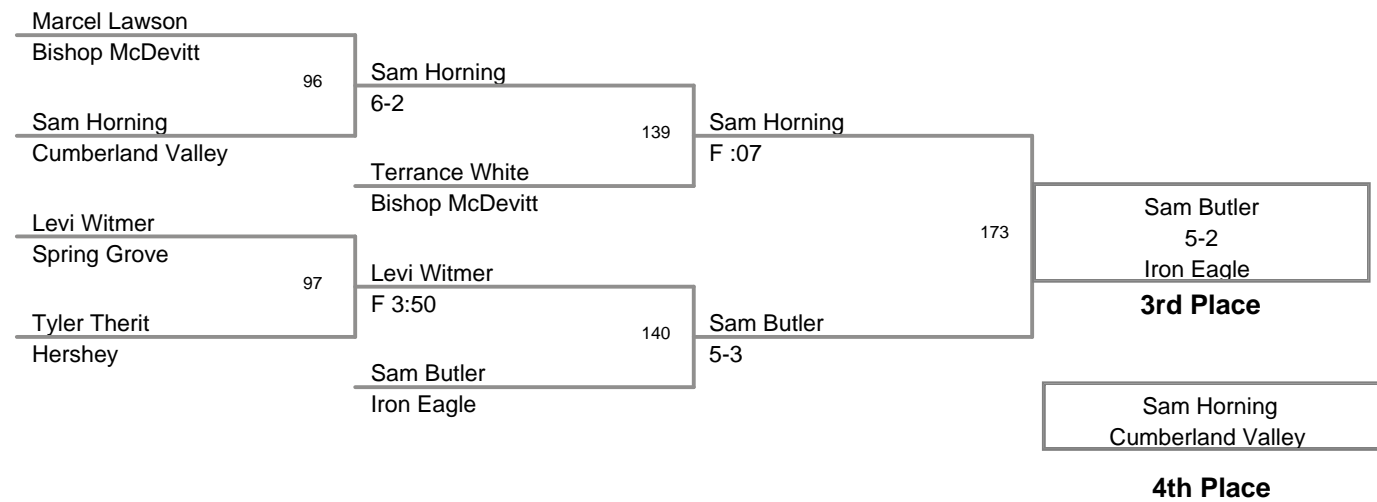 Marcel Lawson
Bishop McDevitt
96
Sam Horning
6-2
Sam Horning
Cumberland Valley
139
Sam Horning
F :07
Terrance White
Bishop McDevitt
Levi Witmer
Spring Grove
97
Levi Witmer
F 3:50
Tyler Therit
Hershey
140
Sam Butler
5-3
Sam Butler
Iron Eagle
173
Sam Butler
5-2
Iron Eagle
3rd Place
Sam Horning
Cumberland Valley
4th Place